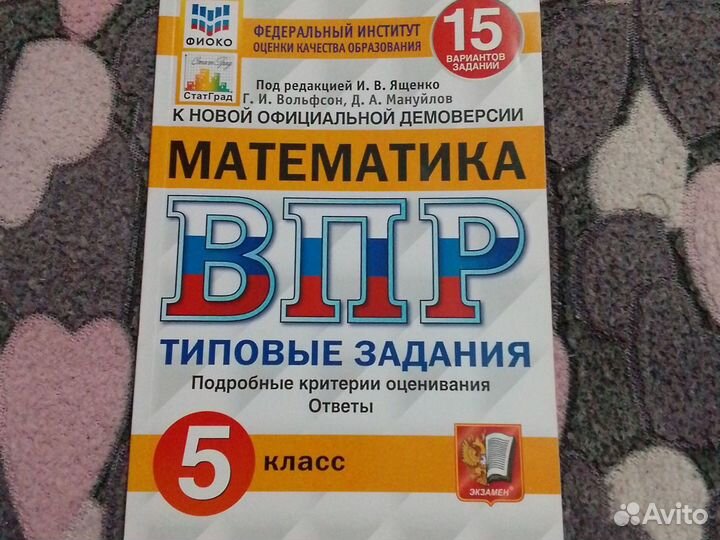 ФИОКО
ФЕДЕРАЛЬНЫЙ ИНСТИТУТ
ОЦЕНКИ КАЧЕСТВА ОБРАЗОВАНИЯ
15
ВАРИАНТОВ
ЗАДАНИЙ
СтатГрад
СтатГрад
Под редакцией И. В. Ященко
Г. И. Вольфсон, Д. А. Мануйлов
К НОВОЙ ОФИЦИАЛЬНОЙ ДЕМОВЕРСИИ
МАТЕМАТИКА
ВПР
ТИПОВЫЕ ЗАДАНИЯ
Подробные критерии оценивания
Ответы
5 класс
ЭКЗАМЕН®
Avito